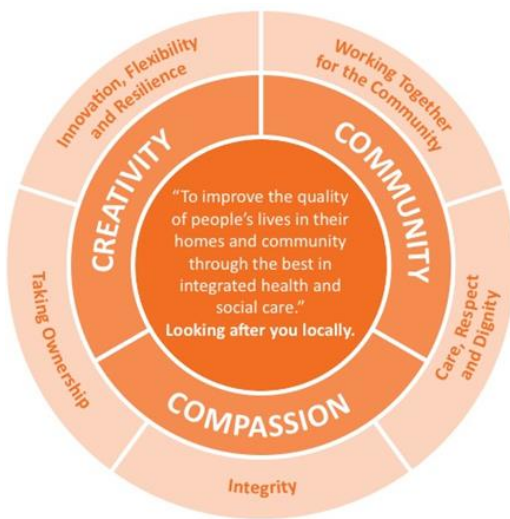 Innovation, Flexibility
and Resilience
Working Together
for the Community
CREATIVITY
COMMUNITY
“To improve the quality
of people’s lives in their
homes and community
through the best in
integrated health and
social care.”
Looking after you locally.
Taking Ownership
Care, Respect
and Dignity
COMPASSION
Integrity